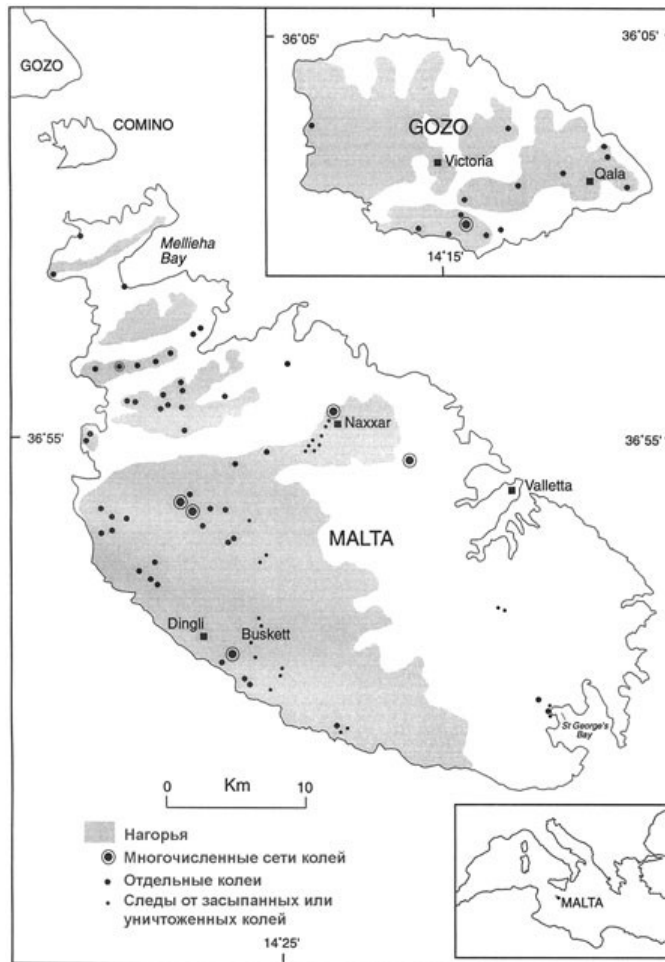 36°05'
36°05'
GOZO
GOZO
COMINO
Victoria
Qala
Mellieha
Bay
14°15'
36°55'
36°55'
Naxxar
Valletta
MALTA
Dingli
Buskett
St George's
Bay
0
Km
10
Нагорья
Многочисленные сети колей
Отдельные колеи
Следы от засыпанных или
уничтоженных колей
MALTA
14°25'